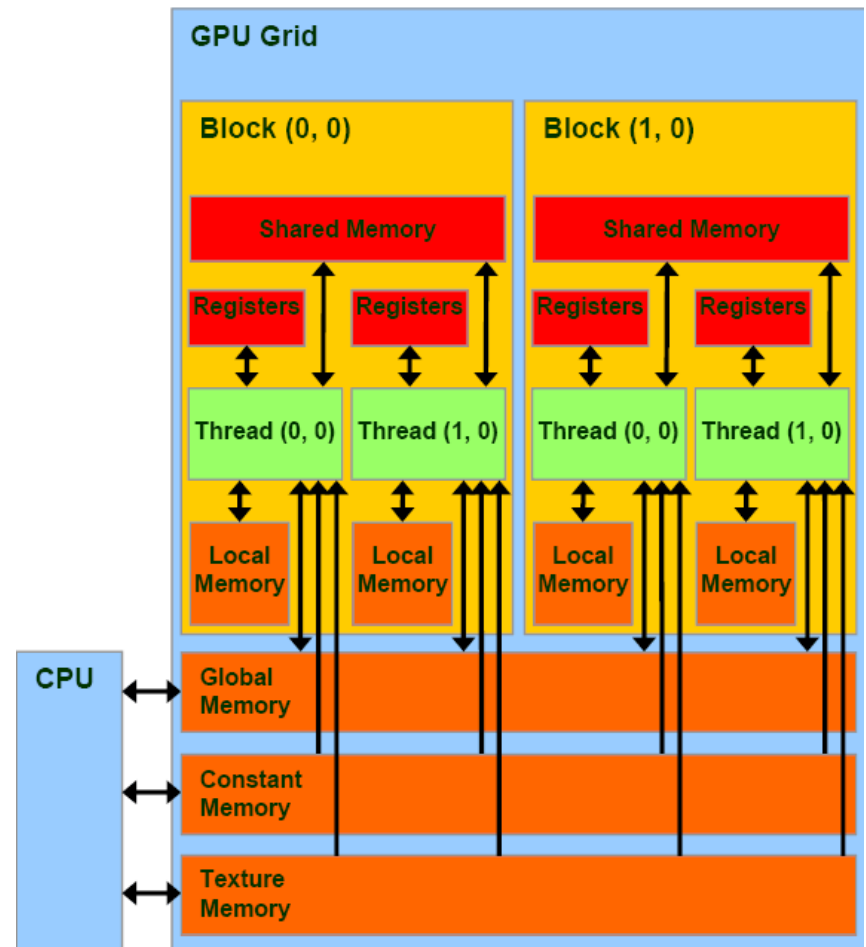 GPU Grid
Block (0, 0)
Shared Memory
Registers
Registers
Thread (0, 0)
Thread (1, 0)
Local
Memory
Local
Memory
Block (1, 0)
Shared Memory
Registers
Registers
Thread (0, 0)
Thread (1, 0)
Local
Memory
Local
Memory
CPU
Global
Memory
Constant
Memory
Texture
Memory